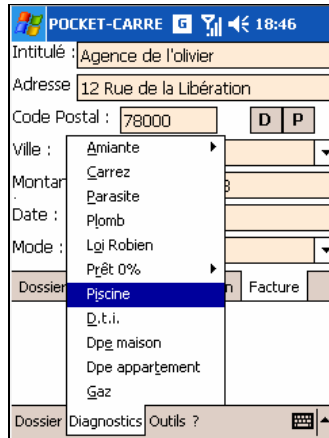 POCKET-CARRE G 18:46
Intitulé : Agence de l'olivier
Adresse 12 Rue de la Libération
Code Postal : 78000 D P
Ville :
Montan
Date :
Mode :
Amiante
Carrez
Parasite
Plomb
Loi Robien
Prêt 0%
Piscine
D.t.i.
Dpe maison
Dpe appartement
Gaz
Dossier n Facture
Dossier Diagnostics Outils ?